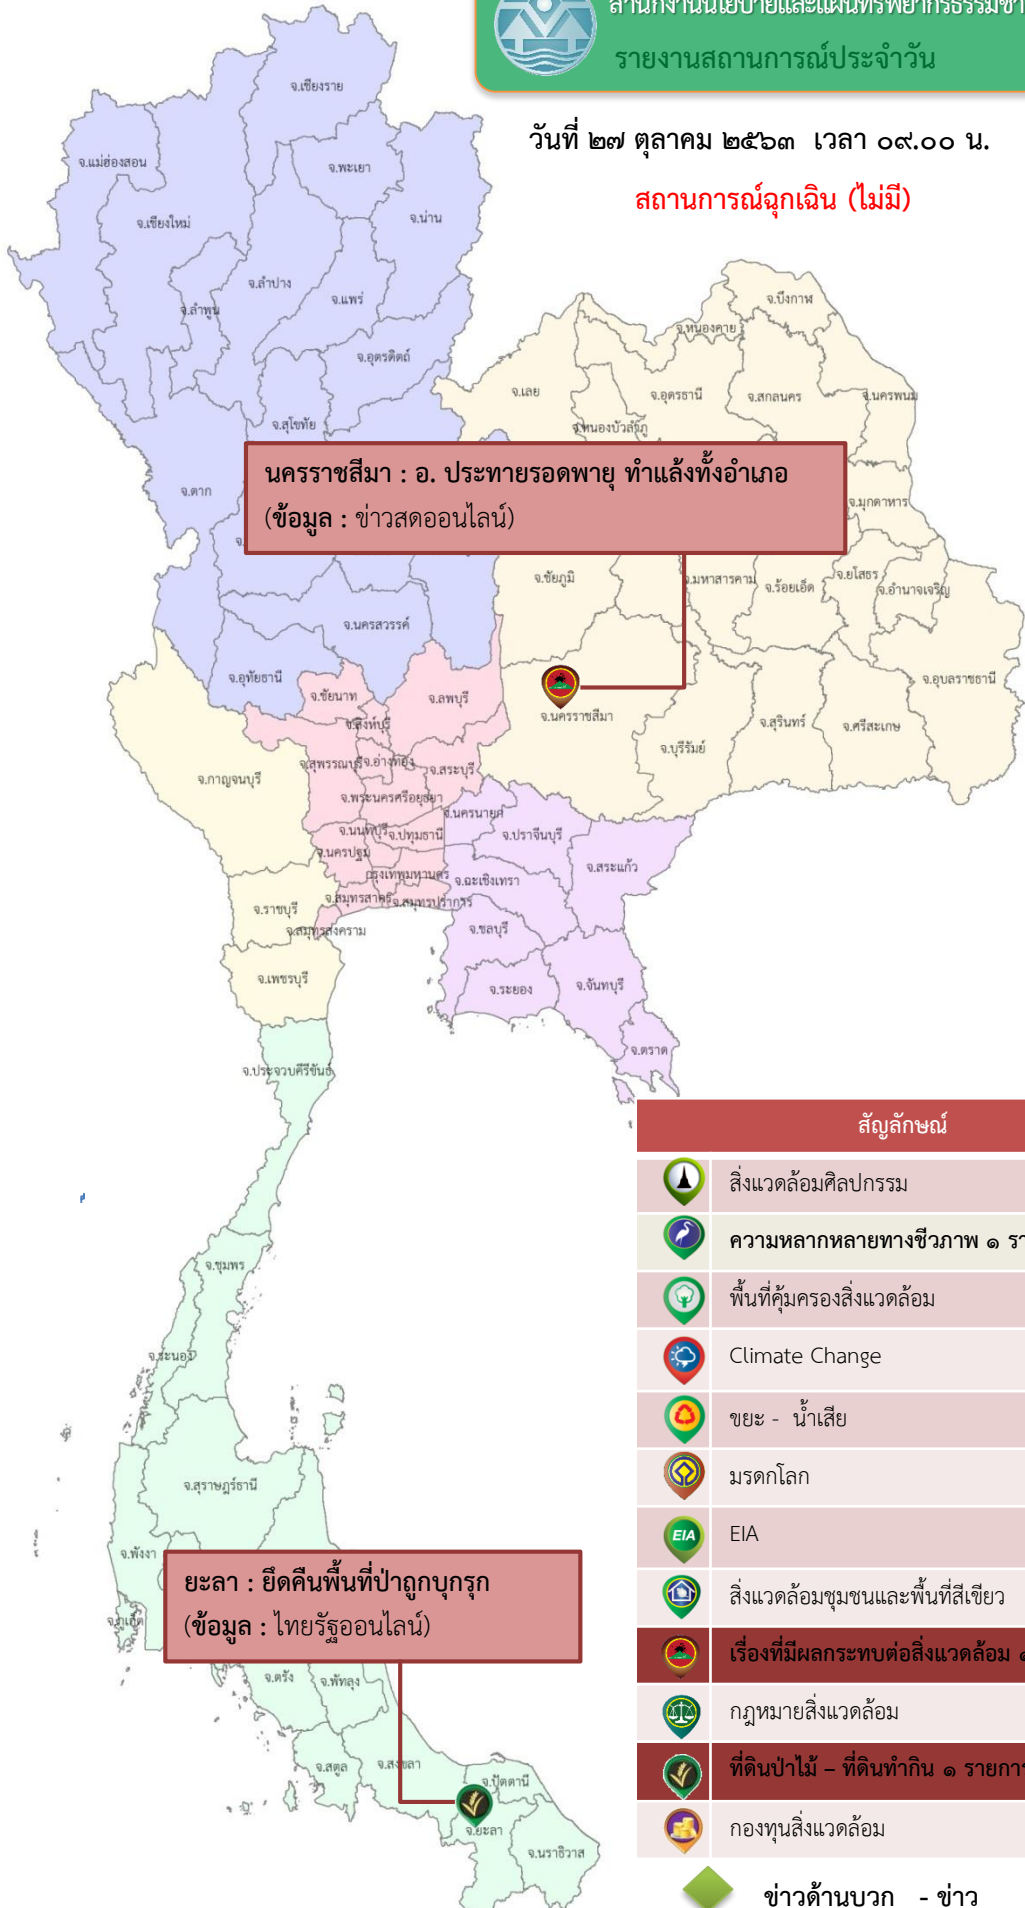 สำนักงานนโยบายและแผนทรัพยากรธรรมชา
รายงานสถานการณ์ประจำวัน
วันที่ ๒๗ ตุลาคม ๒๕๖๓ เวลา ๐๙.๐๐ น.
สถานการณ์ฉุกเฉิน (ไม่มี)
จ.เชียงราย
จ.แม่ฮ่องสอน
จ.พะเยา
จ.เชียงใหม่
จ.น่าน
จ.ลำปาง
จ.แพร่
จ.ลำพูน
จ.บึงกาฬ
จ.หนองคาย
จ.อุตรดิตถ์
จ.เลย
จ.อุดรธานี
จ.สกลนคร
จ.นครพนม
จ.สุโขทัย
จ.หนองบัวลำภู
นครราชสีมา : อ. ประทายรอดพายุ ทำแล้งทั้งอำเภอ
(ข้อมูล : ข่าวสดออนไลน์)
จ.ตาก
จ.มุกดาหาร
จ.ชัยภูมิ
จ.มหาสารคาม
จ.ร้อยเอ็ด
จ.ยโสธร
จ.อำนาจเจริญ
จ.นครสวรรค์
จ.อุทัยธานี
จ.ชัยนาท
จ.ลพบุรี
จ.อุบลราชธานี
จ.นครราชสีมา
จ.สิงห์บุรี
จ.สุรินทร์
จ.ศรีสะเกษ
จ.บุรีรัมย์
จ.กาญจนบุรี
จ.สุพรรณบุรี
จ.อ่างทอง
จ.สระบุรี
จ.พระนครศรีอยุธยา
จ.นครนายก
จ.นนทบุรี
จ.ปทุมธานี
จ.ปราจีนบุรี
จ.นครปฐม
จ.สระแก้ว
กรุงเทพมหานคร
จ.ฉะเชิงเทรา
จ.ราชบุรี
จ.สมุทรสาคร
จ.สมุทรปราการ
จ.สมุทรสงคราม
จ.ชลบุรี
จ.เพชรบุรี
จ.ระยอง
จ.จันทบุรี
จ.ตราด
จ.ประจวบคีรีขันธ์
สัญลักษณ์
สิ่งแวดล้อมศิลปกรรม
ความหลากหลายทางชีวภาพ ๑ รา
พื้นที่คุ้มครองสิ่งแวดล้อม
Climate Change
ขยะ - น้ำเสีย
มรดกโลก
EIA
EIA
สิ่งแวดล้อมชุมชนและพื้นที่สีเขียว
เรื่องที่มีผลกระทบต่อสิ่งแวดล้อม ๑
กฎหมายสิ่งแวดล้อม
ที่ดินป่าไม้ – ที่ดินทำกิน ๑ รายการ
กองทุนสิ่งแวดล้อม
ข่าวด้านบวก - ข่าว
จ.ชุมพร
จ.ระนอง
จ.สุราษฎร์ธานี
จ.พังงา
จ.ภูเก็ต
ยะลา : ยึดคืนพื้นที่ป่าถูกบุกรุก
(ข้อมูล : ไทยรัฐออนไลน์)
จ.ตรัง
จ.พัทลุง
จ.สตูล
จ.สงขลา
จ.ปัตตานี
จ.ยะลา
จ.นราธิวาส